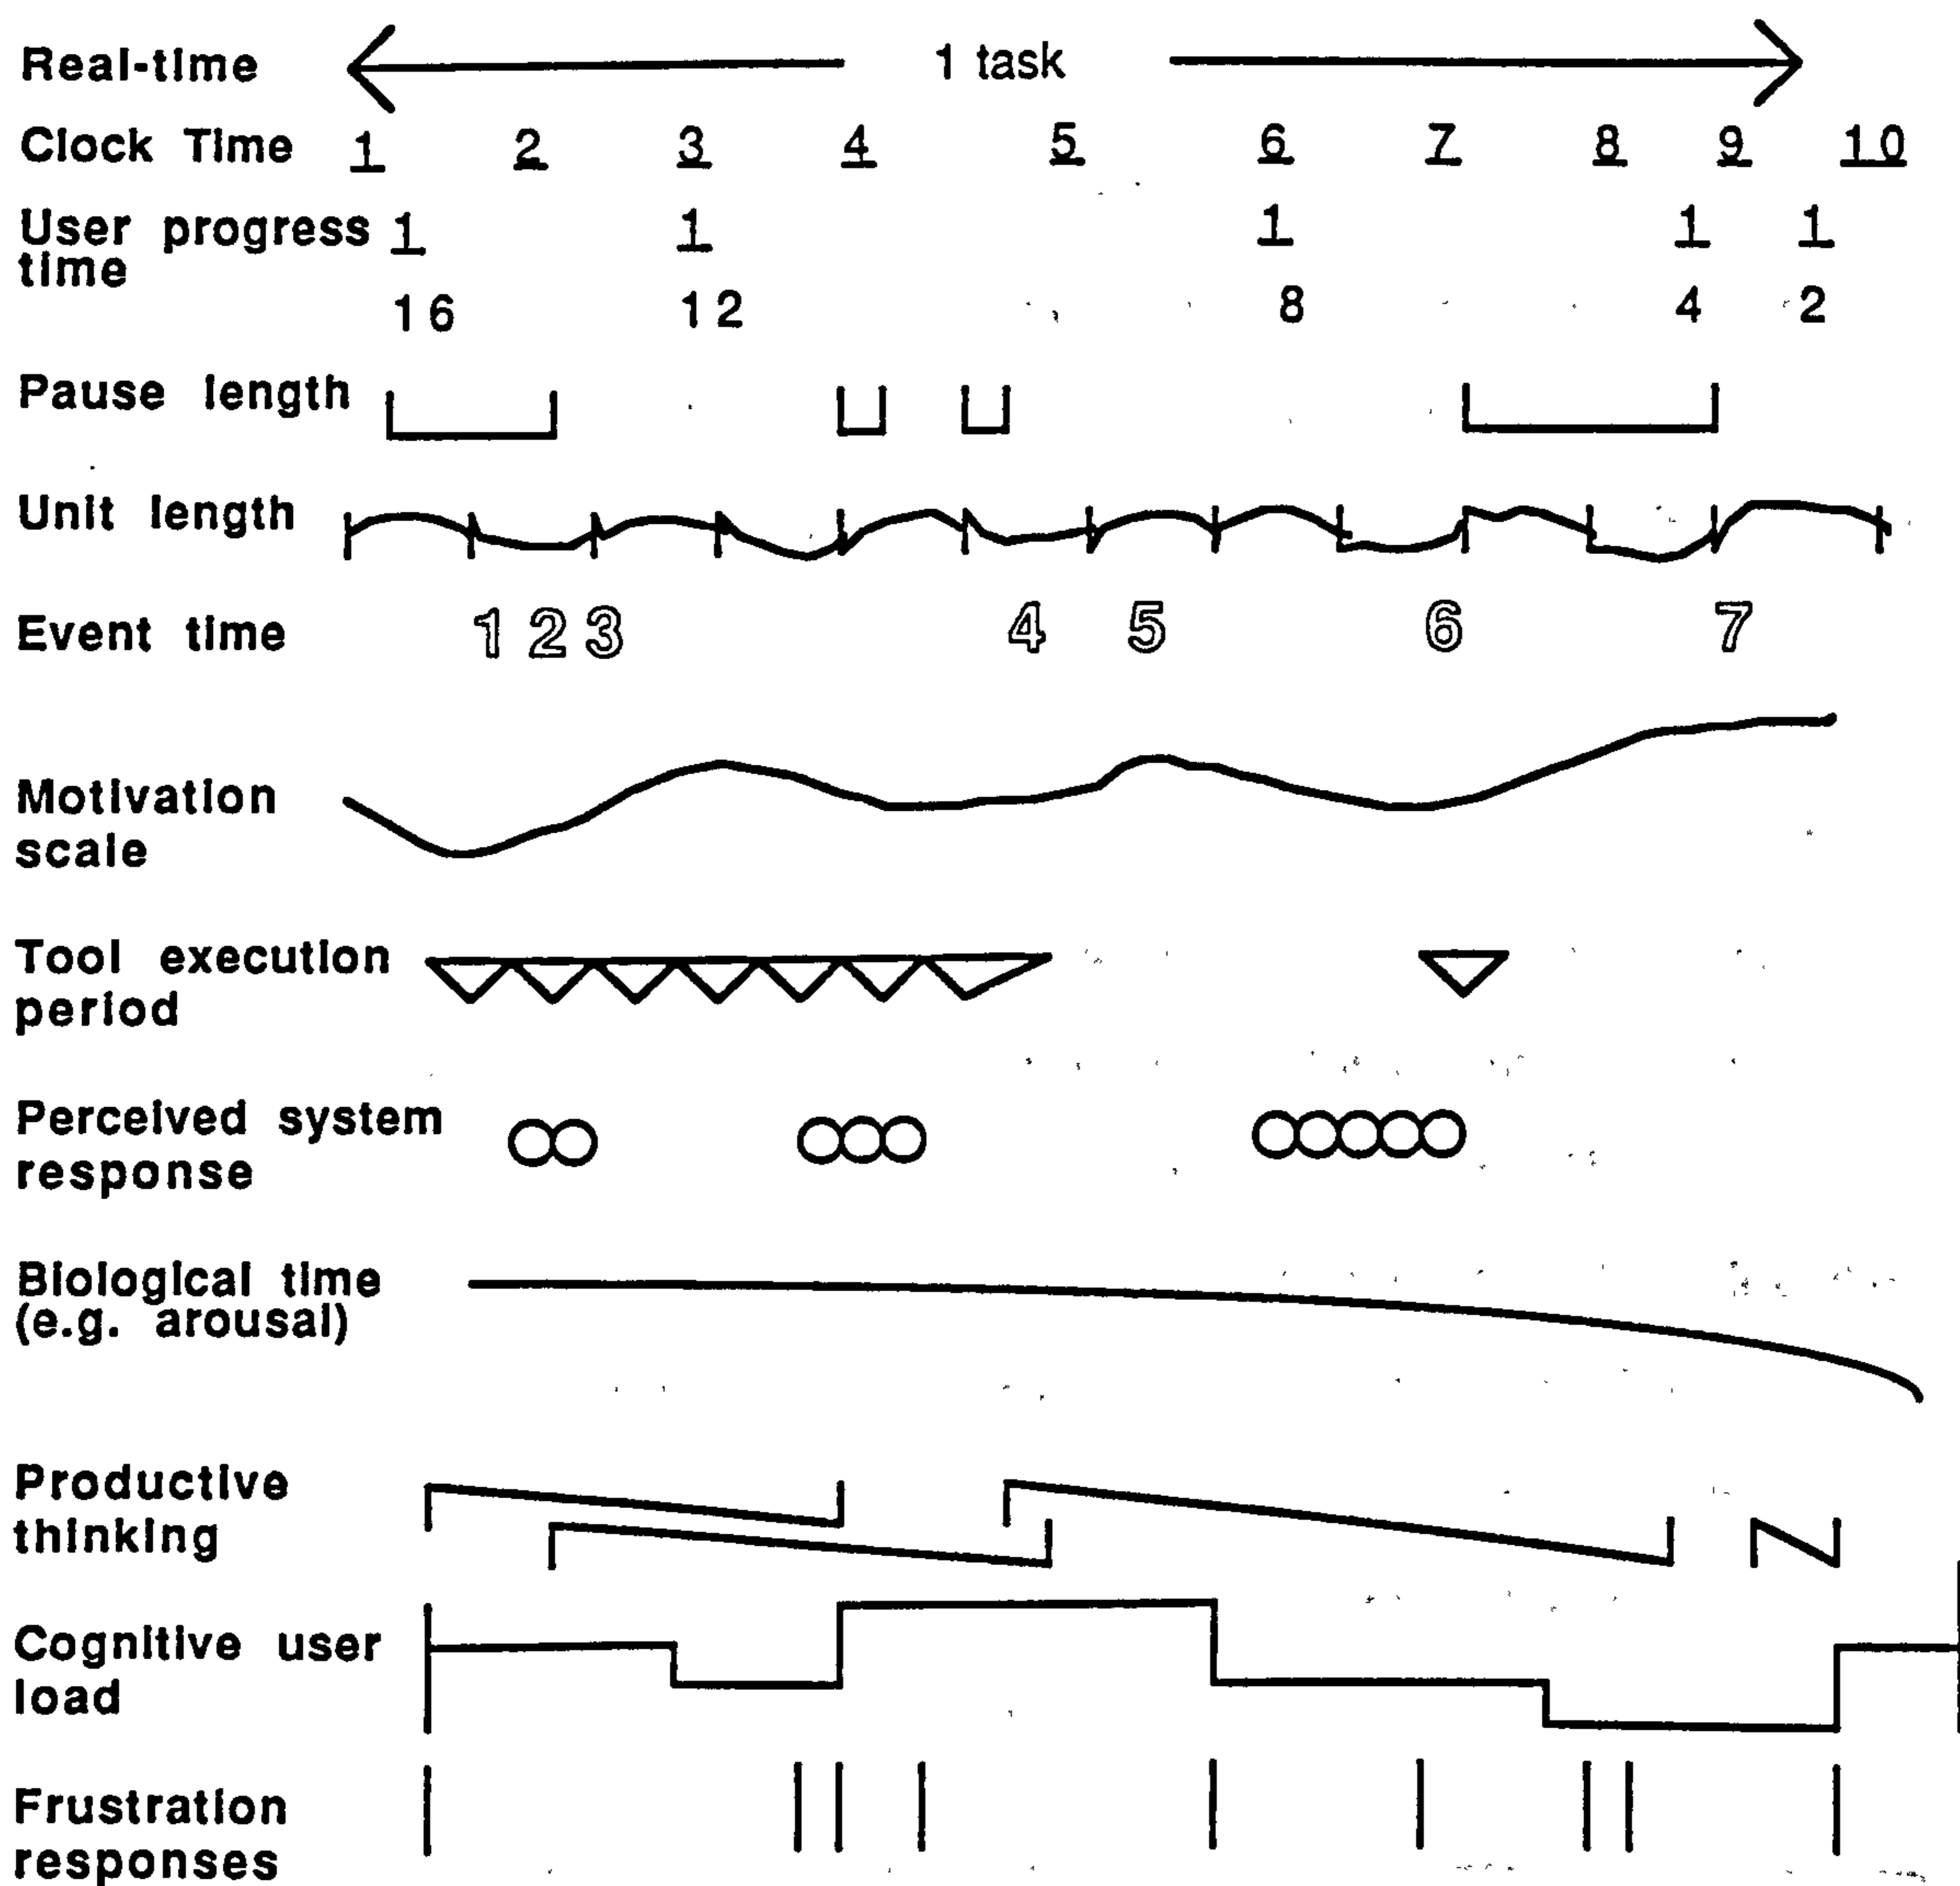 Real-time 1 task
Clock Time 1 2 3 4 5 6 7 8 9 10
User progress 1 1 1 1 1
time
16 12 8 4 2
Pause length
Unit length
Event time 1 2 3 4 5 6 7
Motivation
scale
Tool execution
period
Perceived system
response
Biological time
(e.g. arousal)
Productive
thinking
Cognitive user
load
Frustration
responses